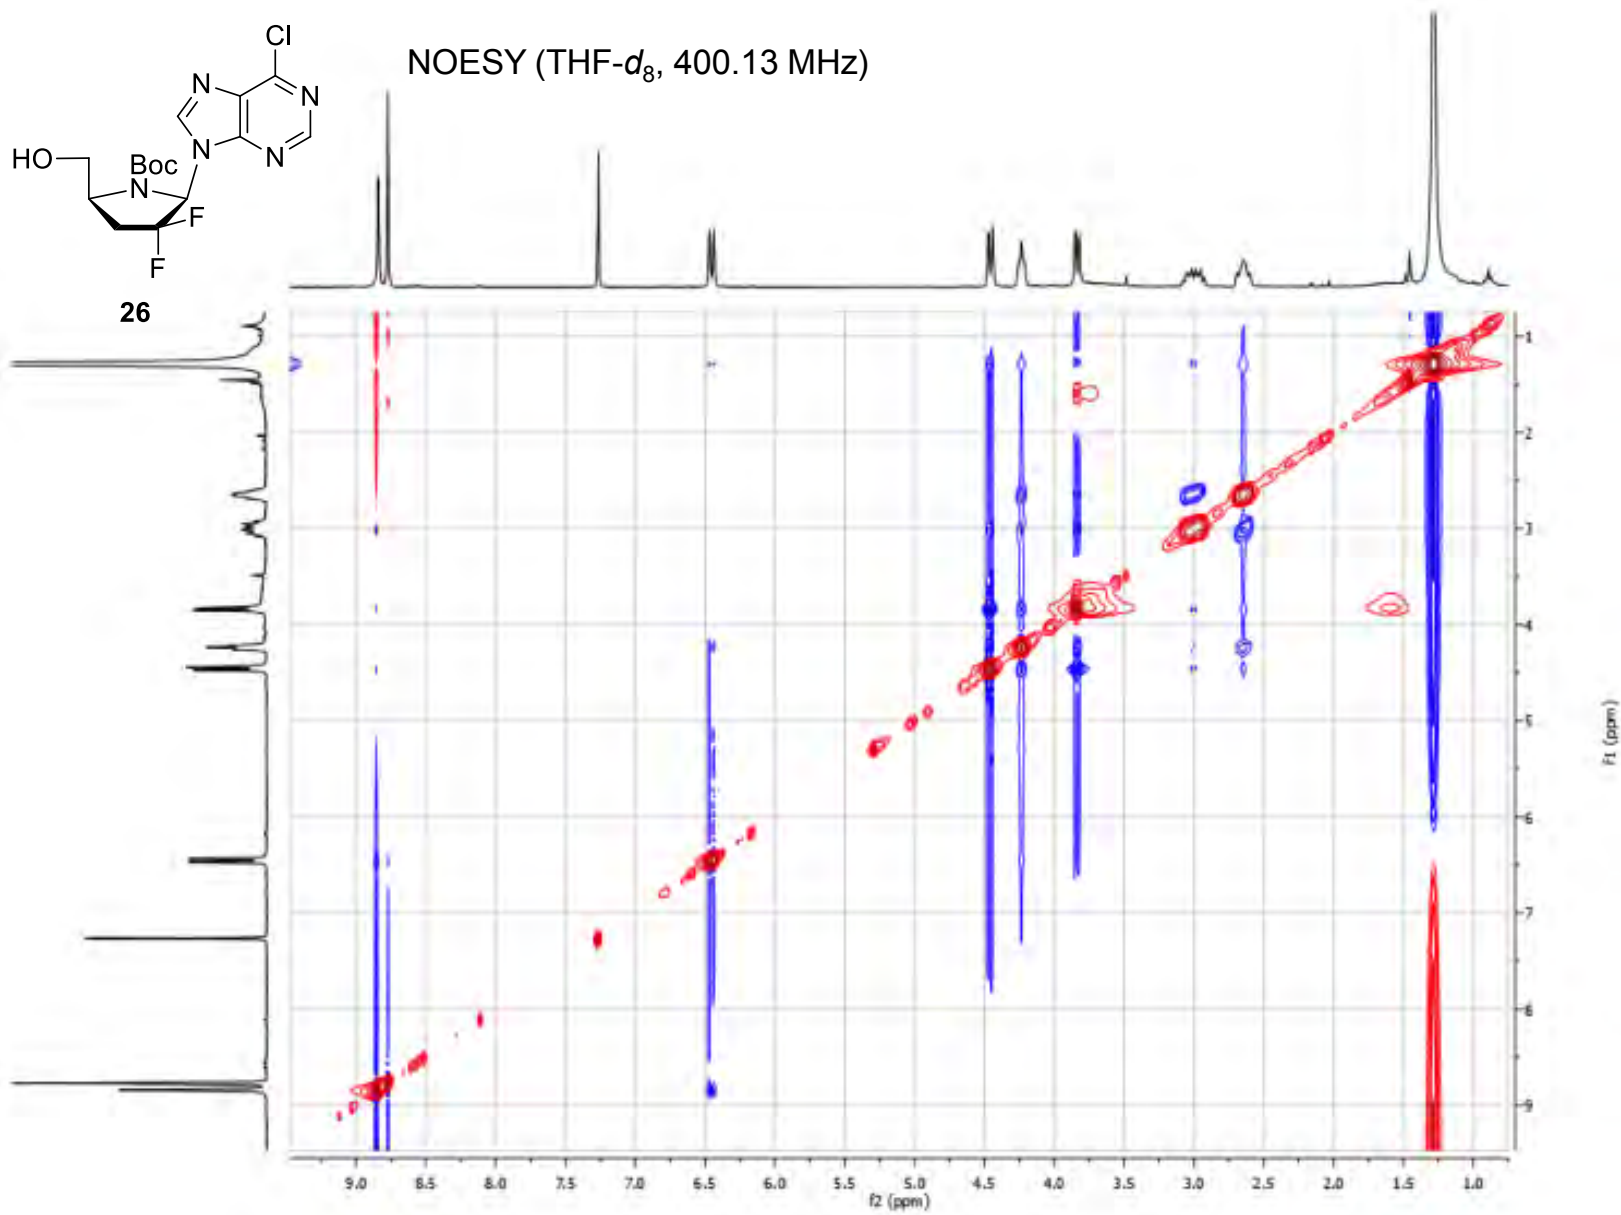 Cl
NOESY (THF-d8, 400.13 MHz)
N
N
HO
Boc
N
N
N
F
F
26
1
2
3
4
5
6
7
8
9
f1 (ppm)
9.0 8.5 8.0 7.5 7.0 6.5 6.0 5.5 5.0 4.5 4.0 3.5 3.0 2.5 2.0 1.5 1.0
f2 (ppm)